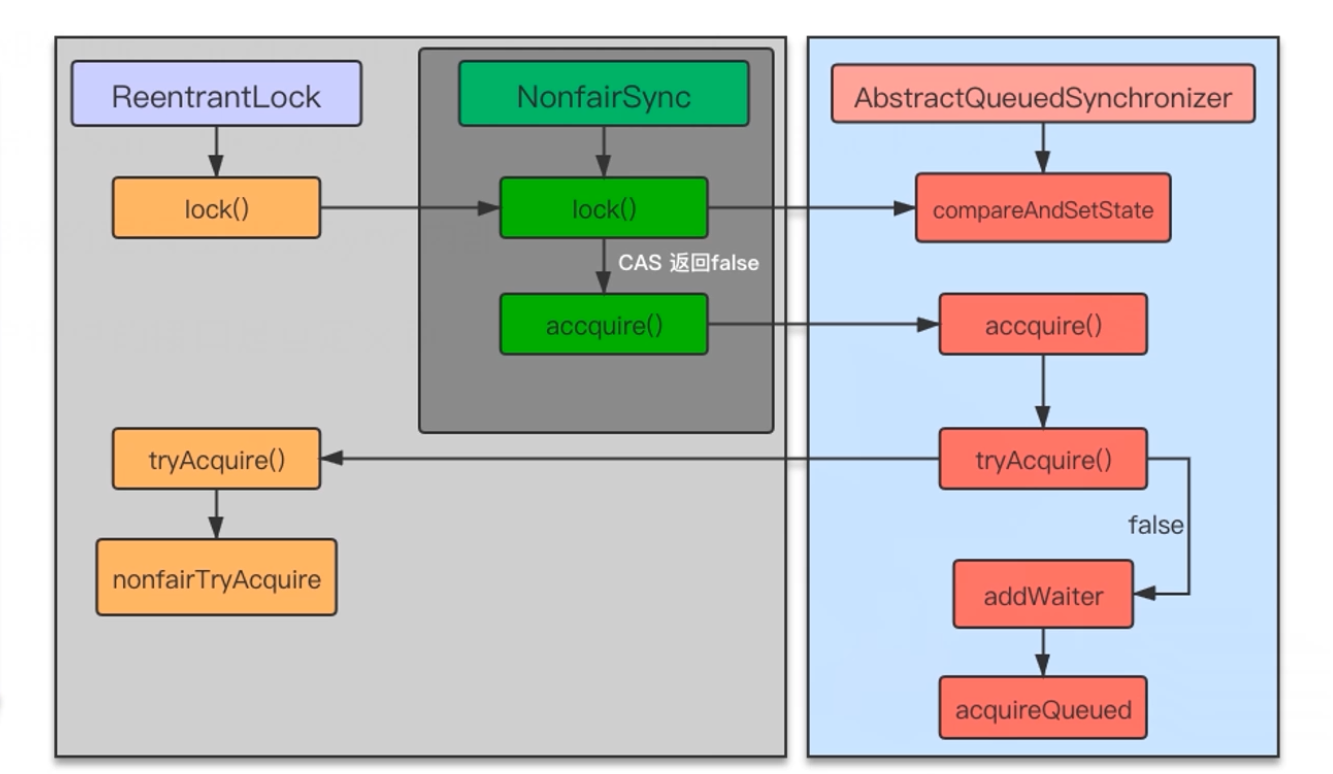 ReentrantLock
NonfairSync
AbstractQueuedSynchronizer
lock()
lock()
compareAndSetState
CAS 返回false
accquire()
accquire()
tryAcquire()
tryAcquire()
false
nonfairTryAcquire
addWaiter
acquireQueued